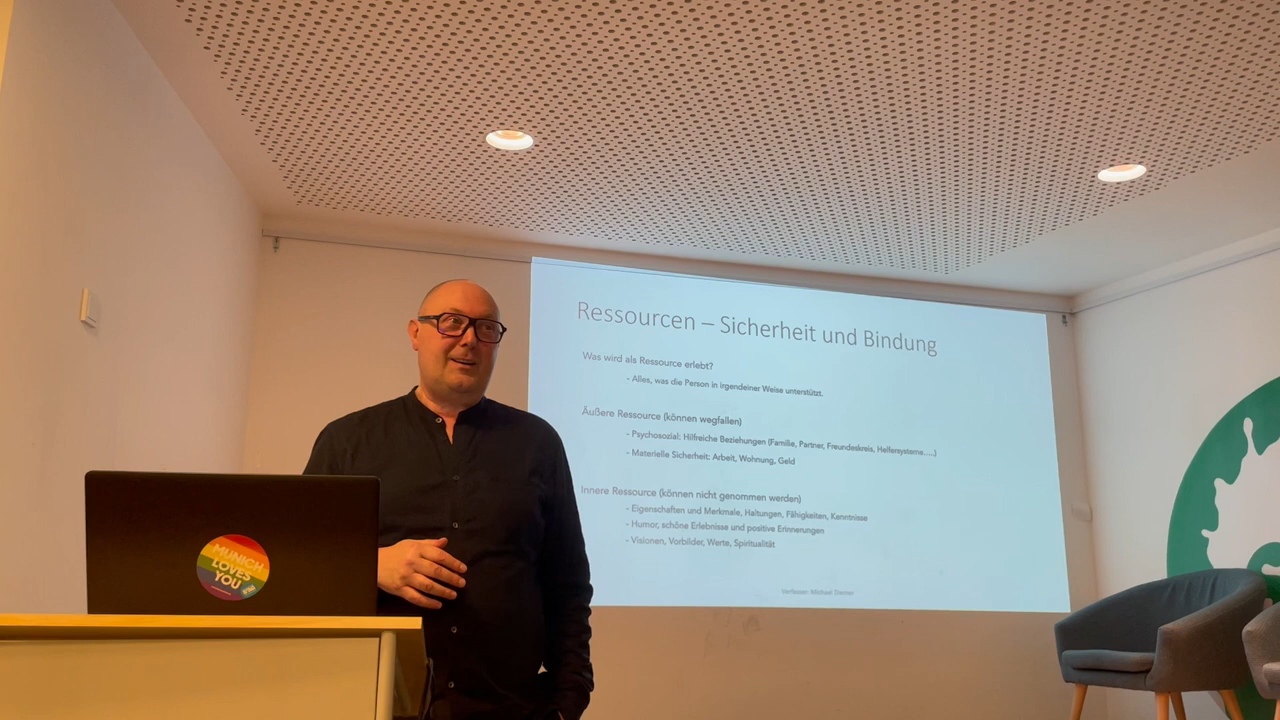 Ressourcen – Sicherheit und Bindung
Was wird als Ressource erlebt?
- Alles, was die Person in irgendeiner Weise unterstützt.
Äußere Ressource (können wegfallen)
- Psychosozial: Hilfreiche Beziehungen (Familie, Partner, Freundeskreis, Helfersysteme....)
- Materielle Sicherheit: Arbeit, Wohnung, Geld
Innere Ressource (können nicht genommen werden)
- Eigenschaften und Merkmale, Haltungen, Fähigkeiten, Kenntnisse
- Humor, schöne Erlebnisse und positive Erinnerungen
- Visionen, Vorbilder, Werte, Spiritualität
Verfasser: Michael
MUNICH
LOVES
YOU